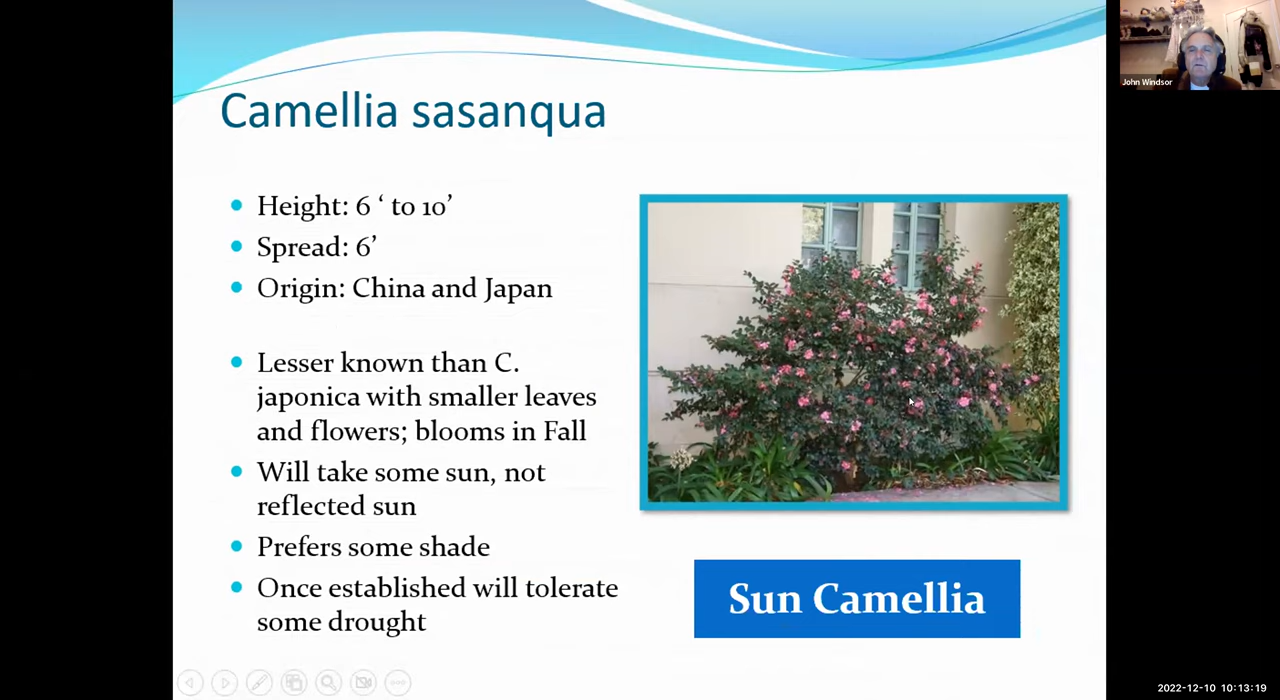 Camellia sasanqua
Height: 6 ‘ to 10’
Spread: 6’
Origin: China and Japan
Lesser known than C.
japonica with smaller leaves
and flowers; blooms in Fall
Will take some sun, not
reflected sun
Prefers some shade
Once established will tolerate
some drought
Sun Camellia
John Windsor
2022-12-10 10:13:19